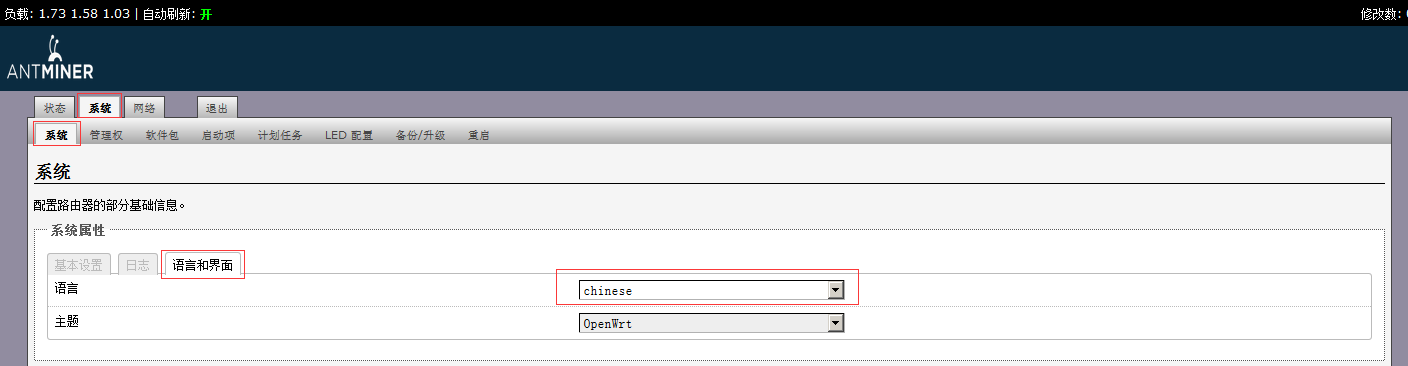 负载: 1.73 1.58 1.03 | 自动刷新: 开 修改数:
ANTMINER
状态 系统 网络 退出
系统 管理权 软件包 启动项 计划任务 LED 配置 备份/升级 重启
系统
配置路由器的部分基础信息。
系统属性
基本设置 日志 语言和界面
语言 chinese
主题 OpenWrt